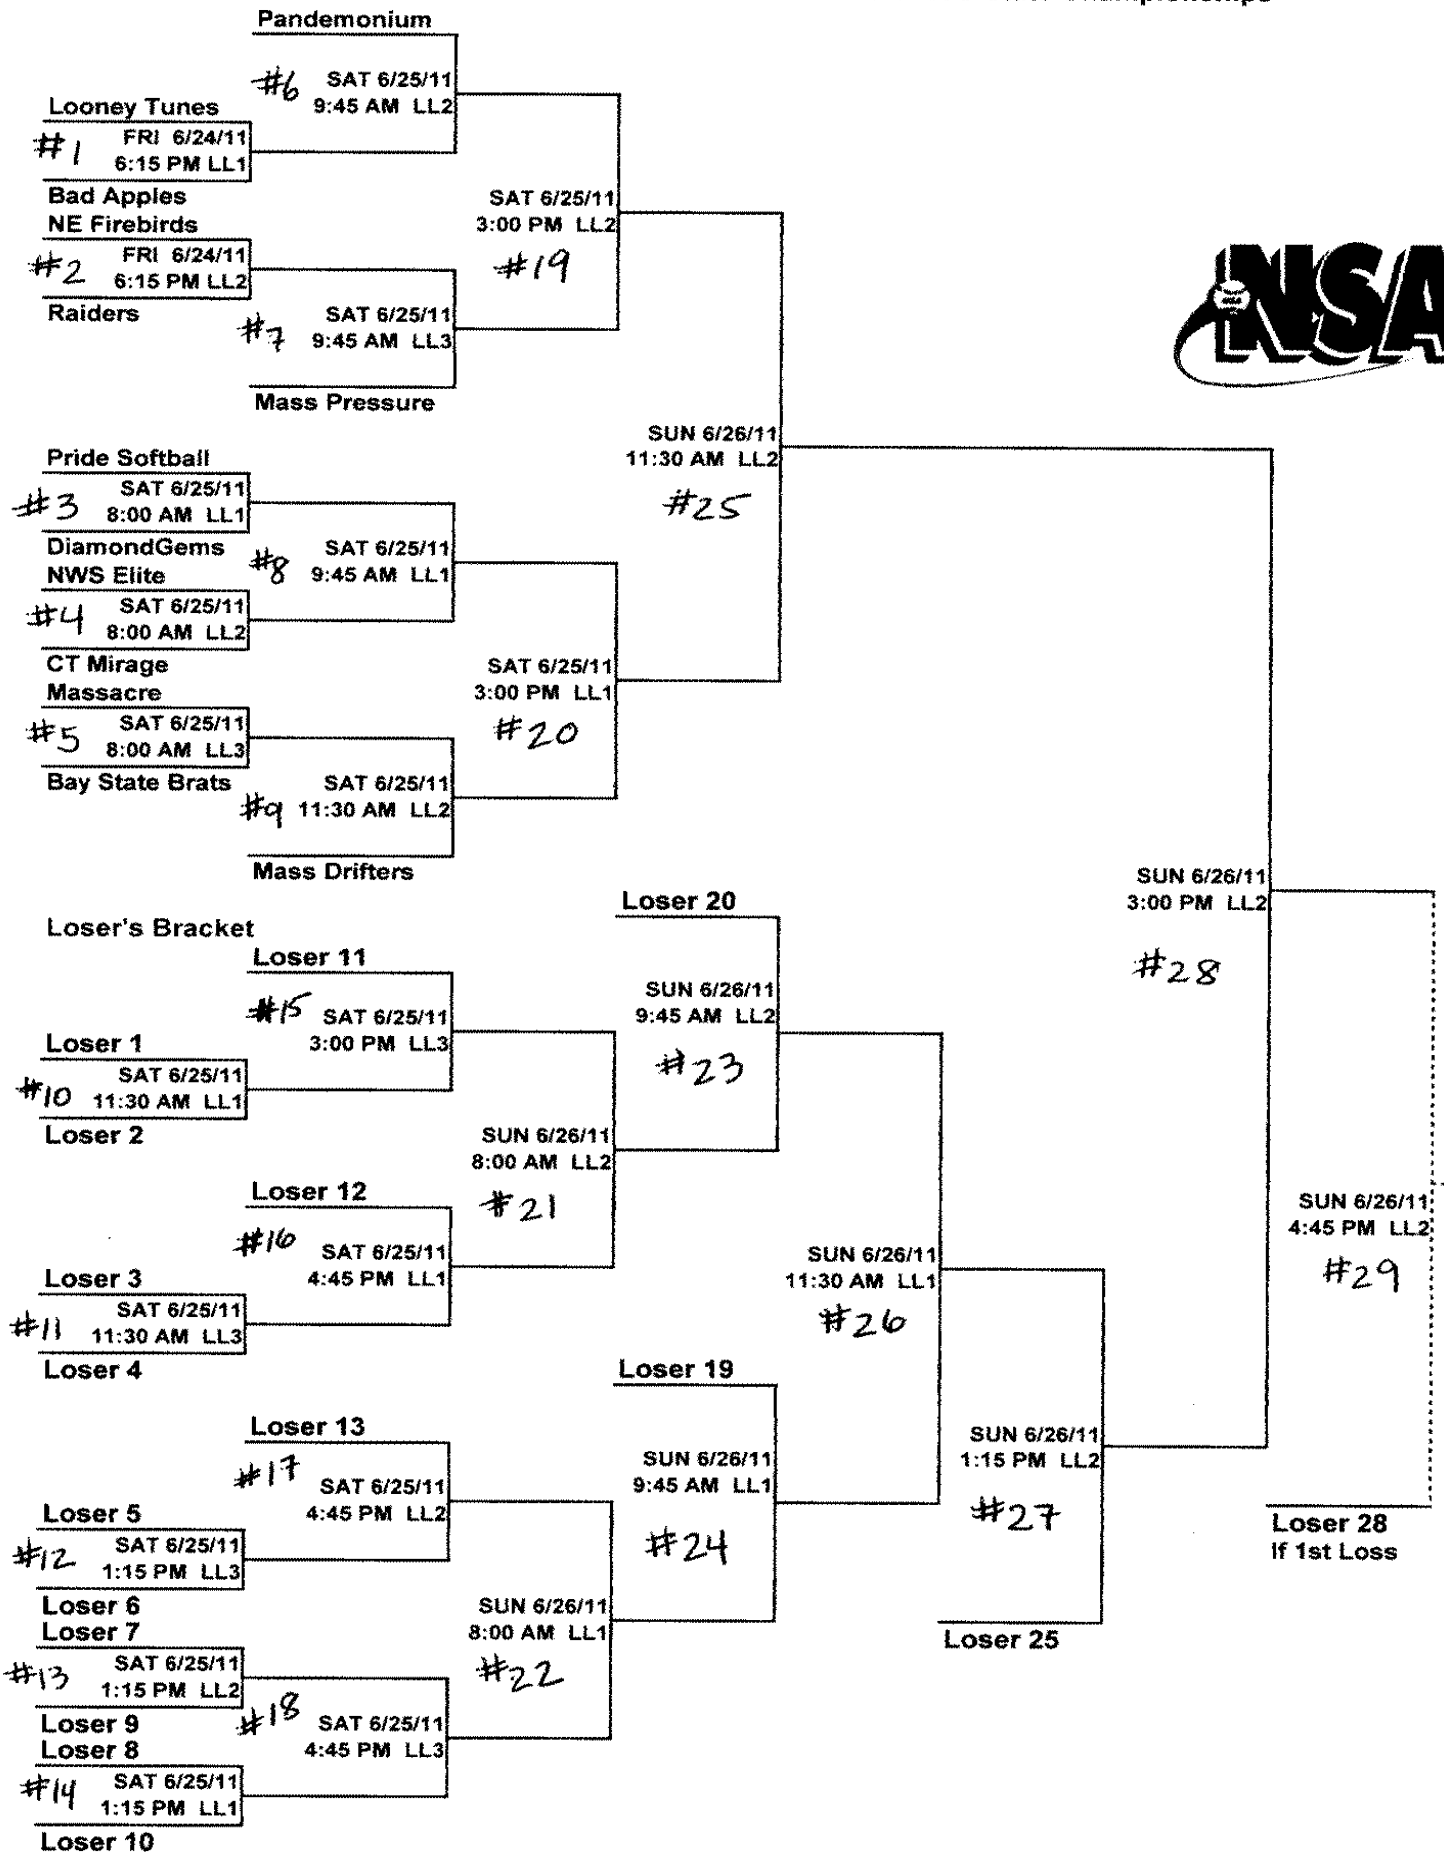 Pandemonium
#6 SAT 6/25/11
9:45 AM LL2
Looney Tunes
#1 FRI 6/24/11
6:15 PM LL1
Bad Apples
NE Firebirds
#2 FRI 6/24/11
6:15 PM LL2
Raiders
#7 SAT 6/25/11
9:45 AM LL3
Mass Pressure
SAT 6/25/11
3:00 PM LL2
#19
NSA
Pride Softball
#3 SAT 6/25/11
8:00 AM LL1
DiamondGems
NWS Elite
#8 SAT 6/25/11
9:45 AM LL1
#4 SAT 6/25/11
8:00 AM LL2
CT Mirage
Massacre
#5 SAT 6/25/11
8:00 AM LL3
Bay State Brats
#9 SAT 6/25/11
11:30 AM LL2
Mass Drifters
SAT 6/25/11
3:00 PM LL1
#20
SUN 6/26/11
11:30 AM LL2
#25
Loser's Bracket
Loser 11
#15 SAT 6/25/11
3:00 PM LL3
Loser 1
#10 SAT 6/25/11
11:30 AM LL1
Loser 2
Loser 12
#16 SAT 6/25/11
4:45 PM LL1
Loser 3
#11 SAT 6/25/11
11:30 AM LL3
Loser 4
SUN 6/26/11
8:00 AM LL2
#21
Loser 20
SUN 6/26/11
9:45 AM LL2
#23
Loser 13
#17 SAT 6/25/11
4:45 PM LL2
Loser 5
#12 SAT 6/25/11
1:15 PM LL3
Loser 6
Loser 7
#13 SAT 6/25/11
1:15 PM LL2
Loser 9
Loser 8
#18 SAT 6/25/11
4:45 PM LL3
#14 SAT 6/25/11
1:15 PM LL1
Loser 10
SUN 6/26/11
8:00 AM LL1
#22
Loser 19
SUN 6/26/11
9:45 AM LL1
#24
SUN 6/26/11
11:30 AM LL1
#26
SUN 6/26/11
1:15 PM LL2
#27
Loser 25
SUN 6/26/11
3:00 PM LL2
#28
SUN 6/26/11
4:45 PM LL2
#29
Loser 28
If 1st Loss